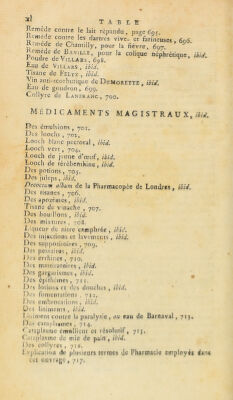 xl
TABLE
Remède contre le lait répandu, page 695.
Remède contre les dartres vives et farineuses, 696.
Remède de Chantilly, pour la fièvre, 697.
Remède de BAVILLE, pour la colique néphrétique, ibid.
Poudre de VILLARS, 698.
Eau de VILLARS, ibid.
Tisane de FELTZ, ibid.
Vin anti-scorbutique de DEMORETTE, ibid.
Eau de goudron, 699.
Collyre de LANFRANC, 700.
MÉDICAMENTS MAGISTRAUX, ibid.
Des émulsions, 701.
Des loochs, 702.
Looch blanc pectoral, ibid.
Looch vert, 704.
Looch de jaune d'œuf, ibid.
Looch de térébenthine, ibid.
Des potions, 705.
Des juleps, ibid.
Decoctum album de la Pharmacopée de Londres, ibid.
Des tisanes, 706.
Des apozèmes, ibid.
Tisane de vinache, 707.
Des bouillons, ibid.
Des mixtures, 708.
Liqueur de nitre camphrée, ibid.
Des injections et lavements, ibid.
Des suppositoires, 709.
Des pessaires, ibid.
Des errhines, 710.
Des masticatoires, ibid.
Des gargarismes, ibid.
Des épithèmes, 711.
Des lotions et des douches, ibid.
Des fomentations, 712.
Des embrocations, ibid.
Des liniments, ibid.
Liniment contre la paralysie, ou eau de Barnaval, 713.
Des cataplasmes, 714.
Cataplasme émollient et résolutif, 715.
Cataplasme de mie de pain, ibid.
Des collyres, 716.
Explication de plusieurs termes de Pharmacie employés dans
cet ouvrage, 717.